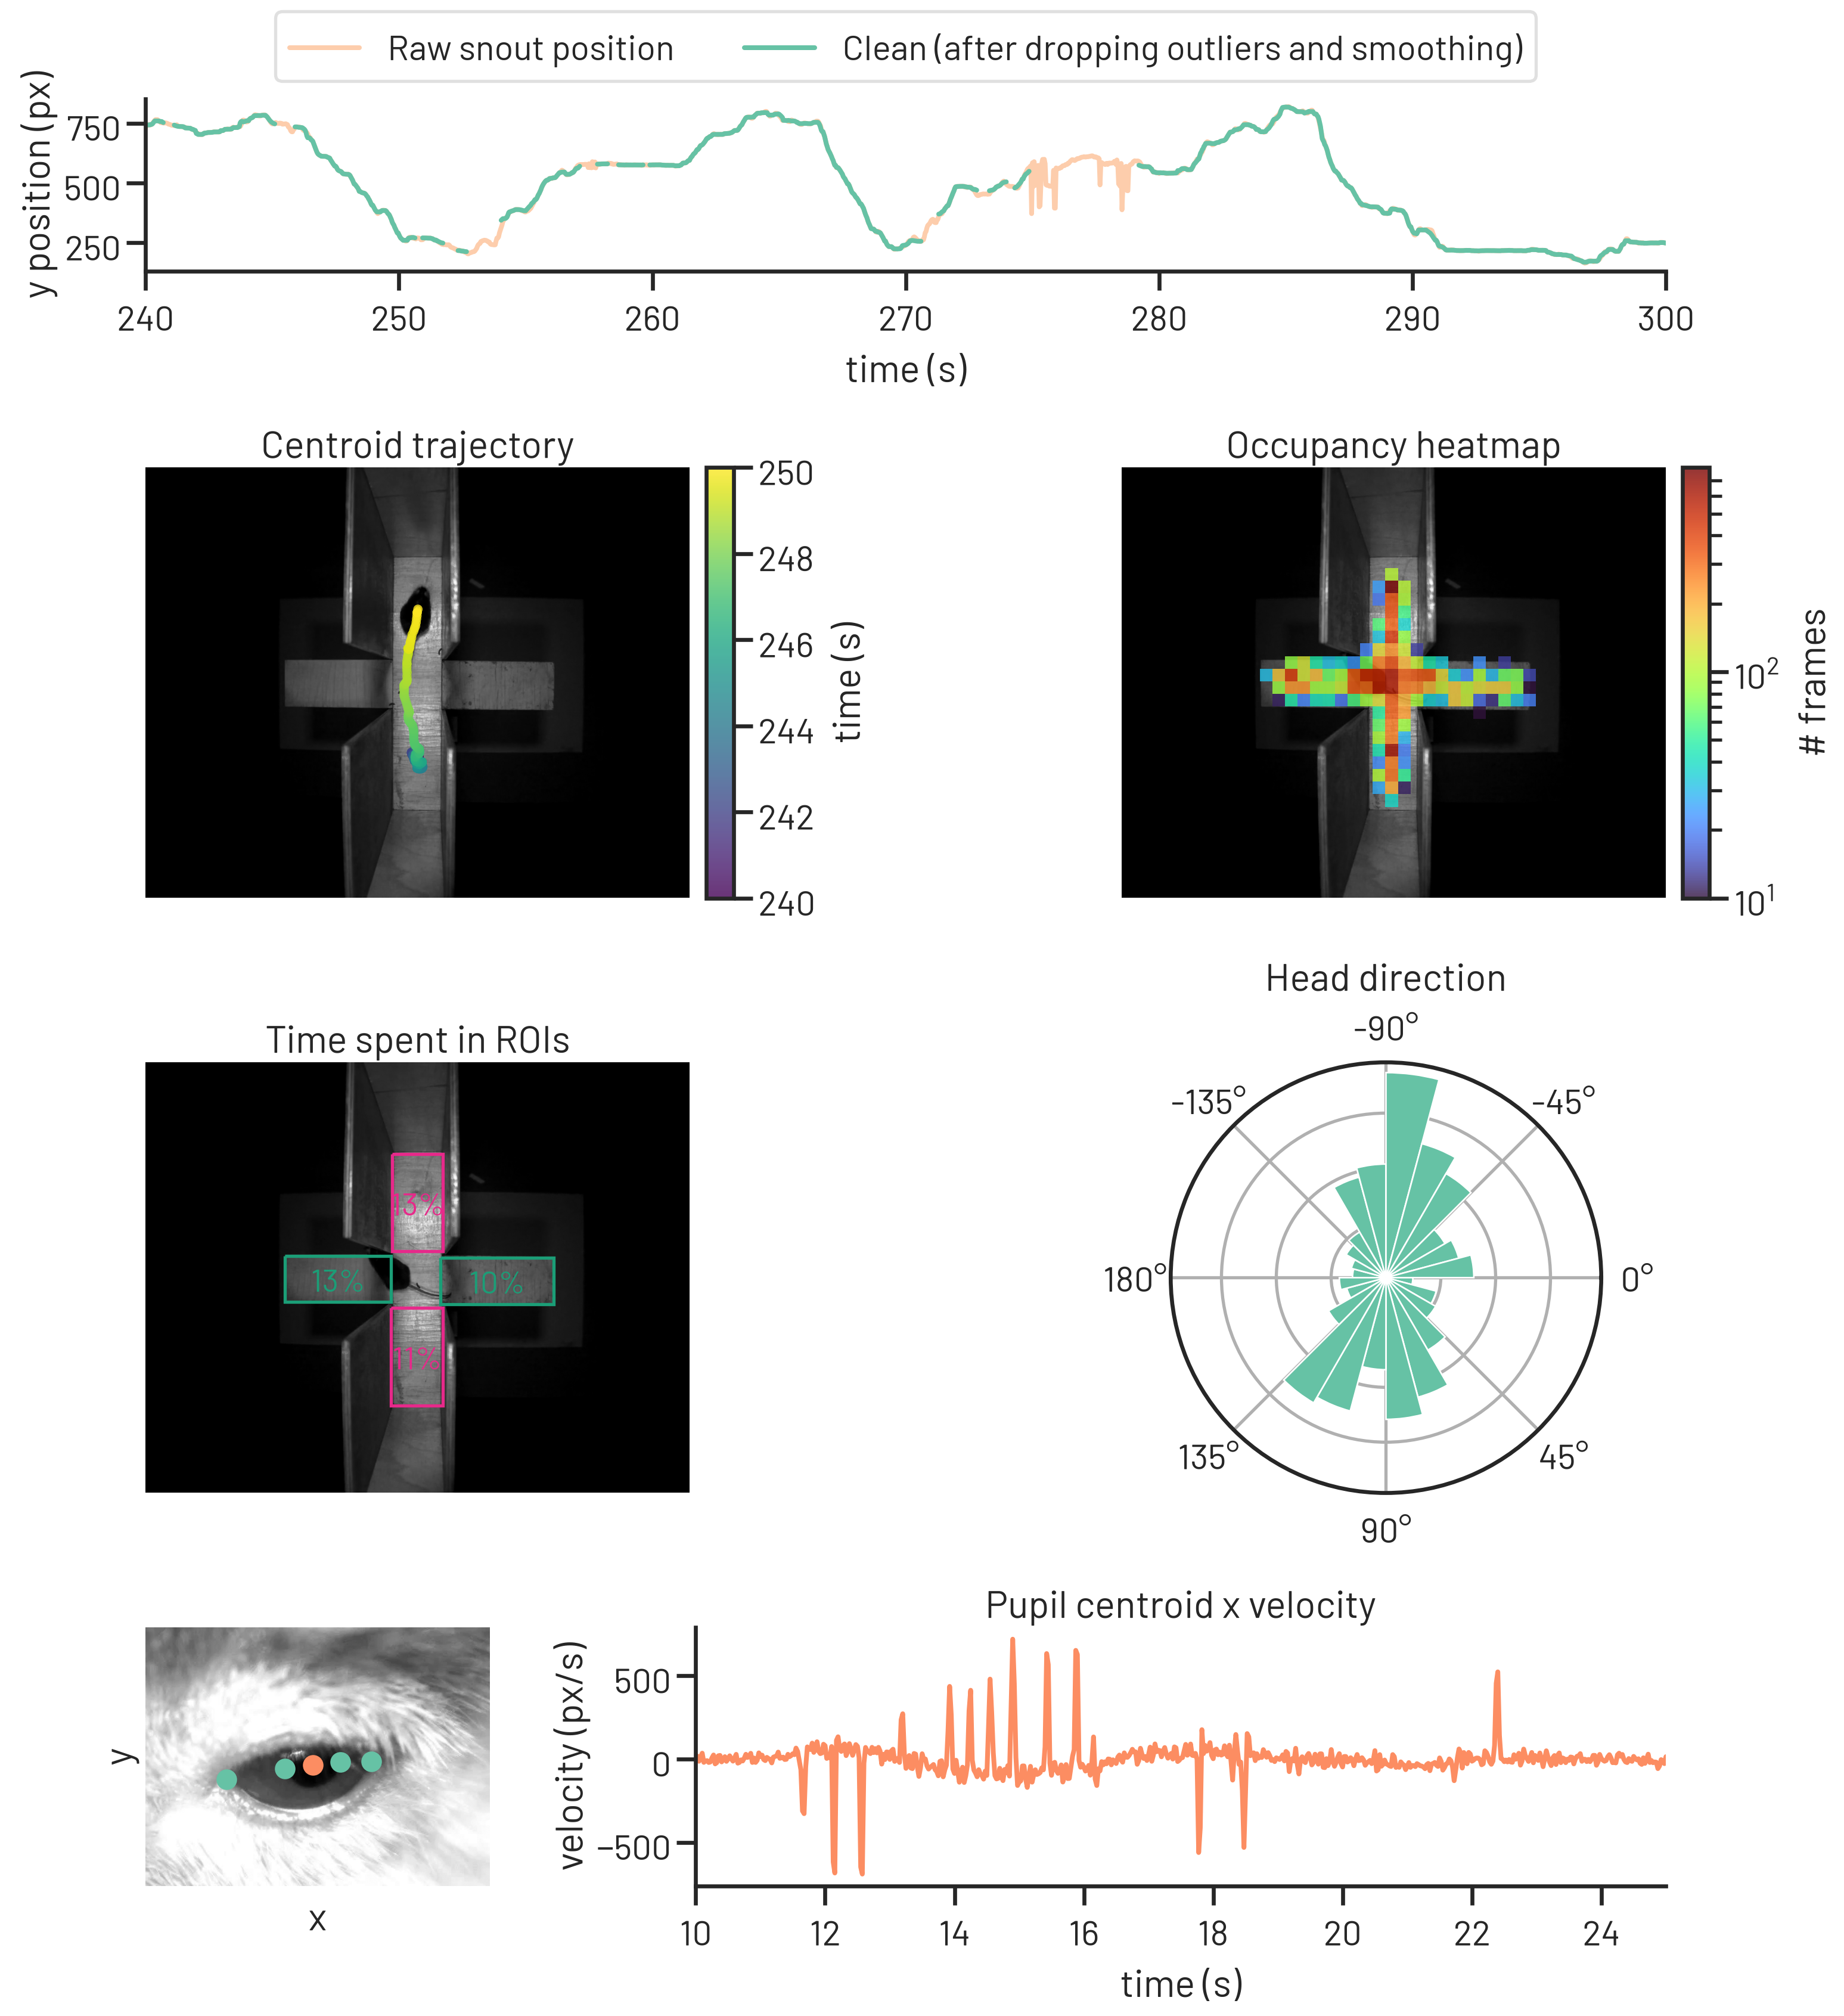 Raw snout position
Clean (after dropping outliers and smoothing)
y position (px)
750
500
250
240
250
260
270
280
290
300
time (s)
Centroid trajectory
250
248
246
244
242
240
time (s)
Occupancy heatmap
10²
10¹
# frames
Time spent in ROIs
13%
13%
10%
11%
Head direction
-90°
-135°
-45°
180°
0°
135°
45°
90°
y
x
Pupil centroid x velocity
velocity (px/s)
500
0
−500
10
12
14
16
18
20
22
24
time (s)